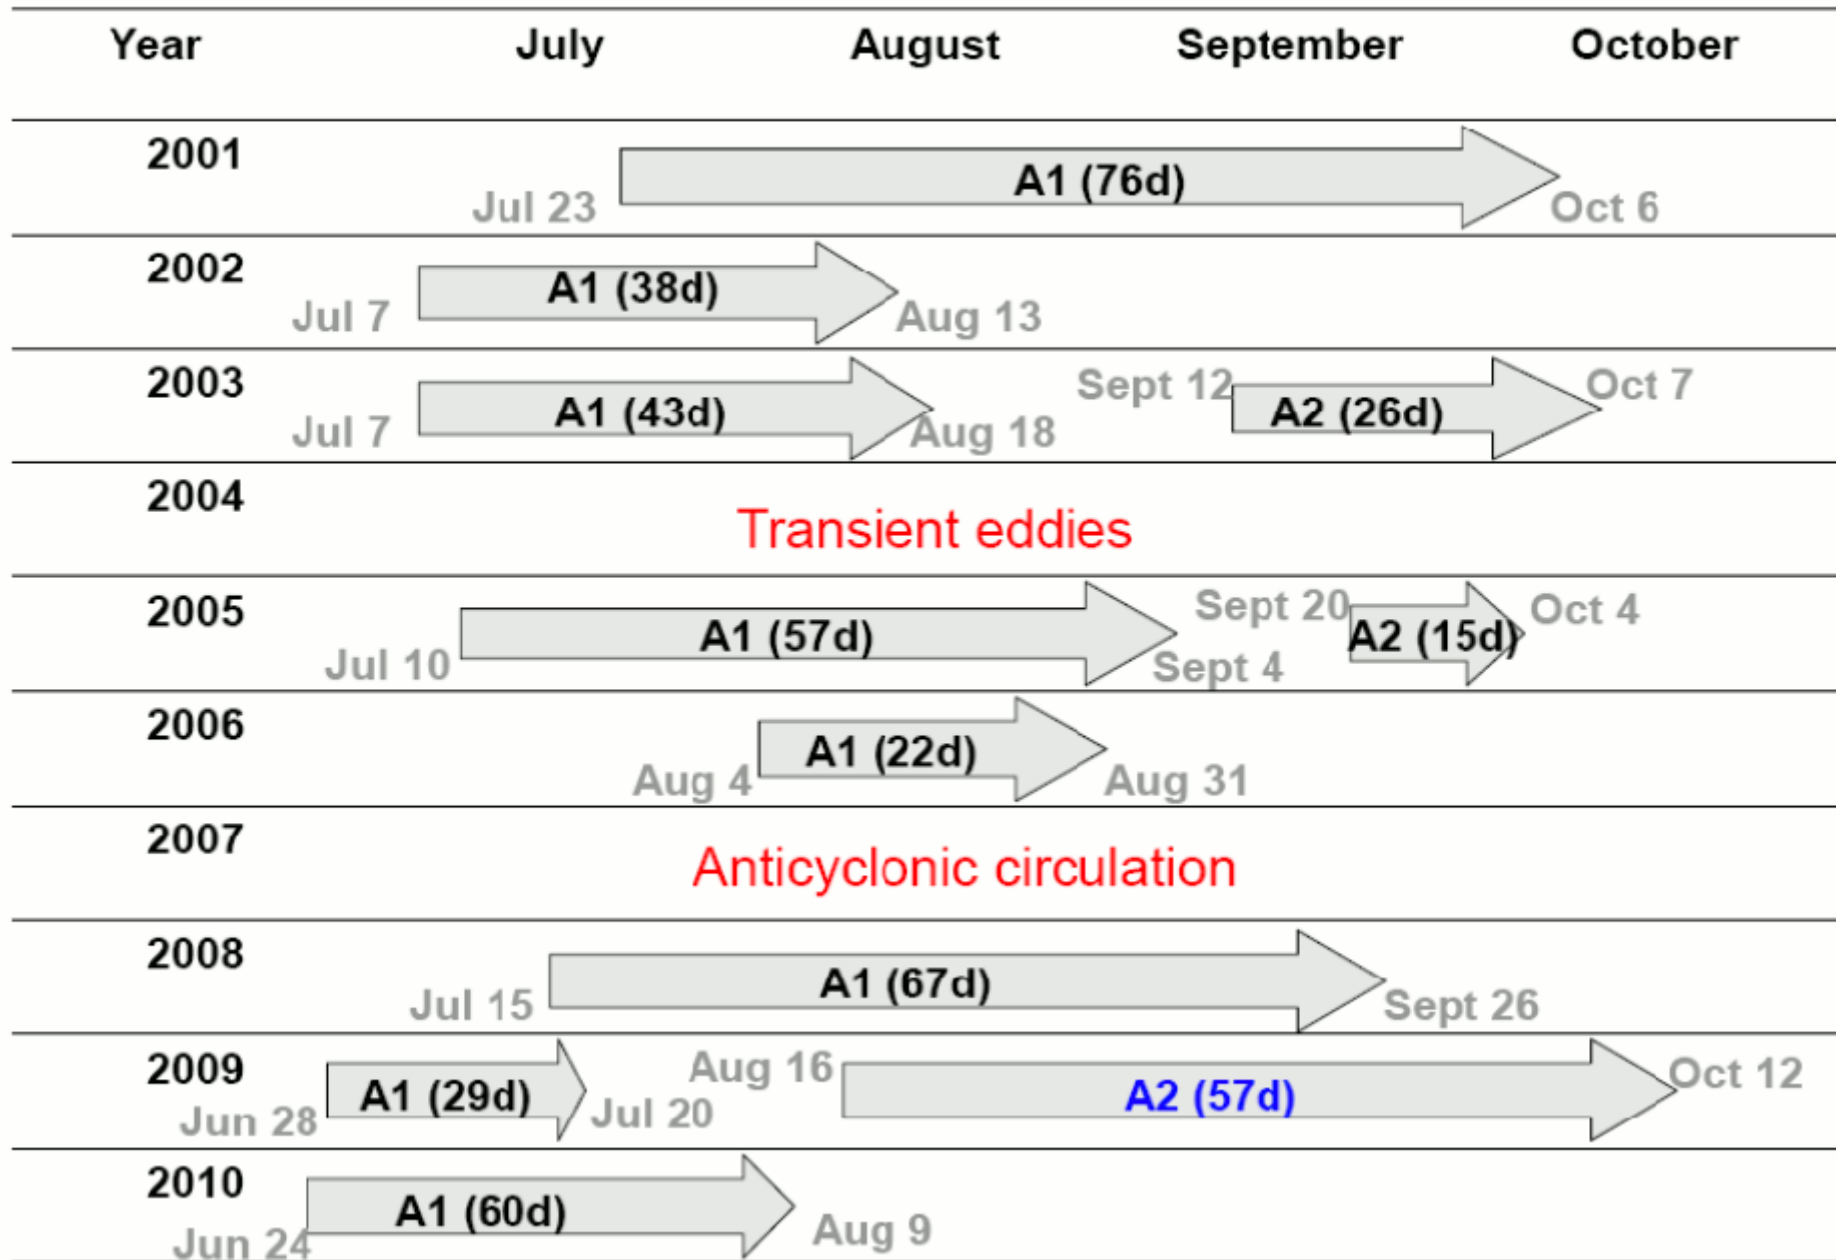 Year July August September October
2001
A1 (76d)
Jul 23 Oct 6
2002
A1 (38d)
Jul 7 Aug 13
2003 Sept 12 Oct 7
A1 (43d) A2 (26d)
Jul 7 Aug 18
2004
Transient eddies
2005 Sept 20 Oct 4
A1 (57d) A2 (15d)
Jul 10 Sept 4
2006
A1 (22d)
Aug 4 Aug 31
2007
Anticyclonic circulation
2008
A1 (67d)
Jul 15 Sept 26
2009 Aug 16 Oct 12
A1 (29d) A2 (57d)
Jun 28 Jul 20
2010
A1 (60d)
Jun 24 Aug 9